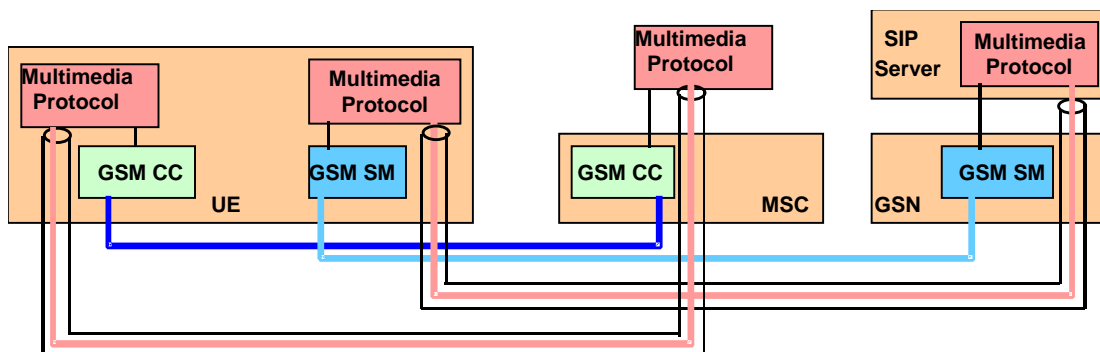 Multimedia
Protocol
GSM CC
Multimedia
Protocol
GSM SM
UE
Multimedia
Protocol
GSM CC
MSC
SIP
Server
Multimedia
Protocol
GSM SM
GSN